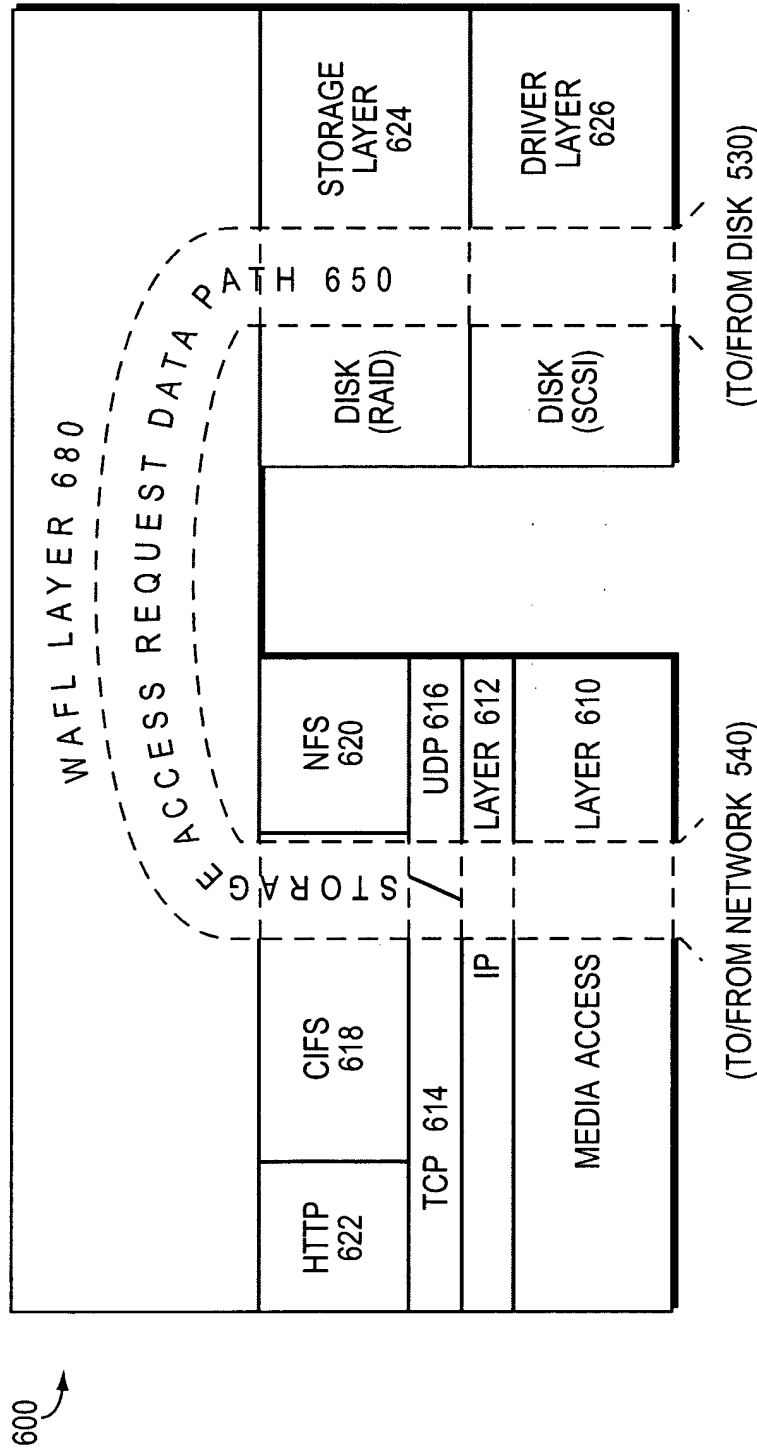 600
WAFL LAYER 680
STORAGE ACCESS REQUEST DATA PATH 650
HTTP
622
CIFS
618
NFS
620
TCP 614
UDP 616
IP
LAYER 612
MEDIA ACCESS
LAYER 610
DISK
(RAID)
STORAGE
LAYER
624
DISK
(SCSI)
DRIVER
LAYER
626
(TO/FROM NETWORK 540)
(TO/FROM DISK 530)